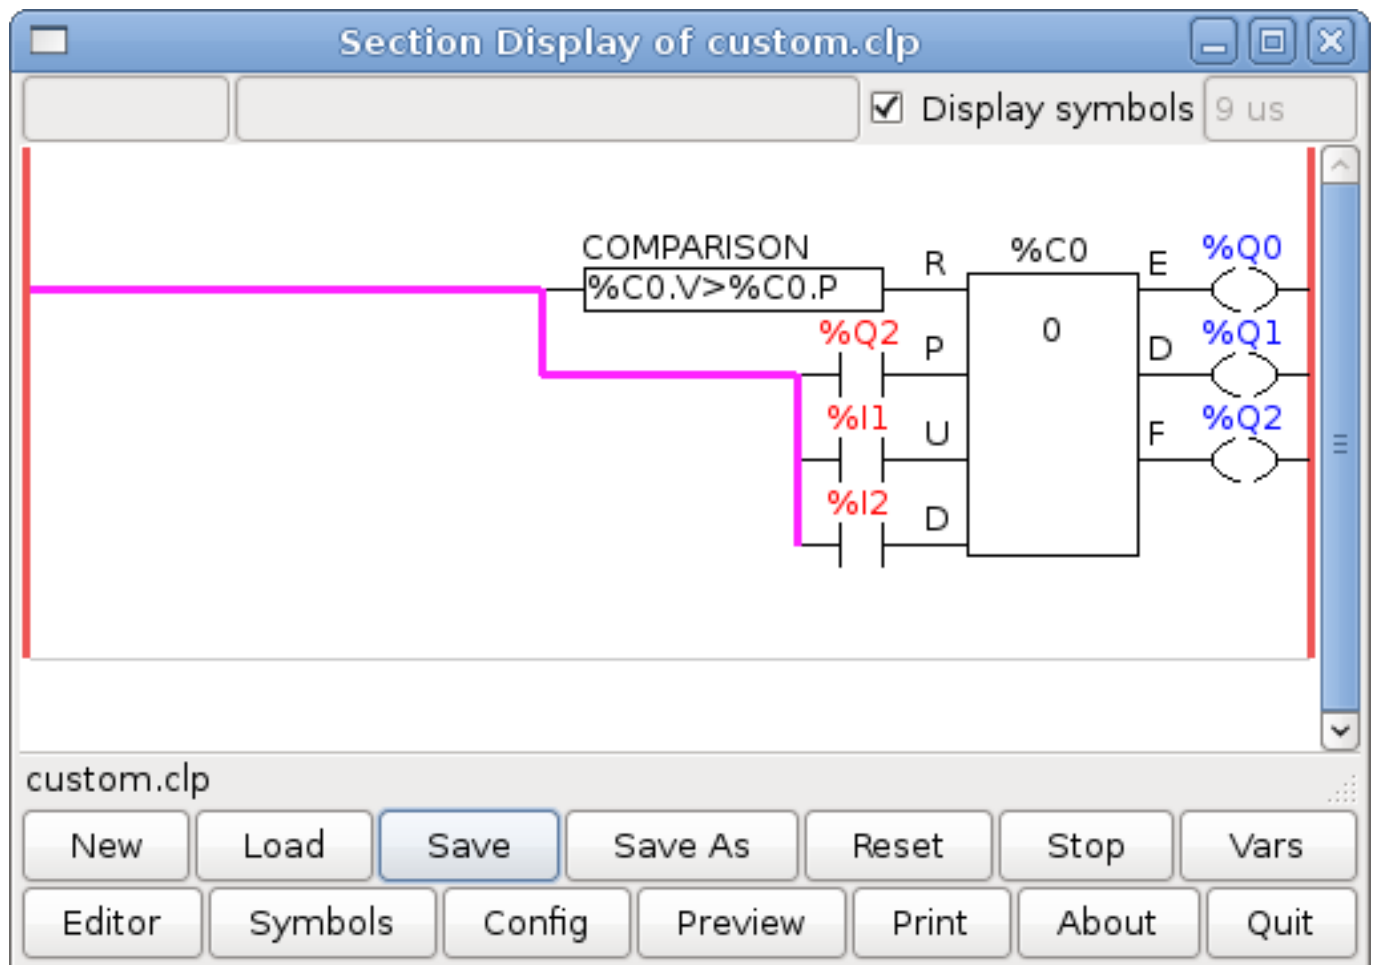 Section Display of custom.clp
Display symbols 9 us
COMPARISON R %C0 E %Q0
%C0.V>%C0.P
%Q2 P 0 D %Q1
%I1 U F %Q2
%I2 D
custom.clp
New Load Save Save As Reset Stop Vars
Editor Symbols Config Preview Print About Quit